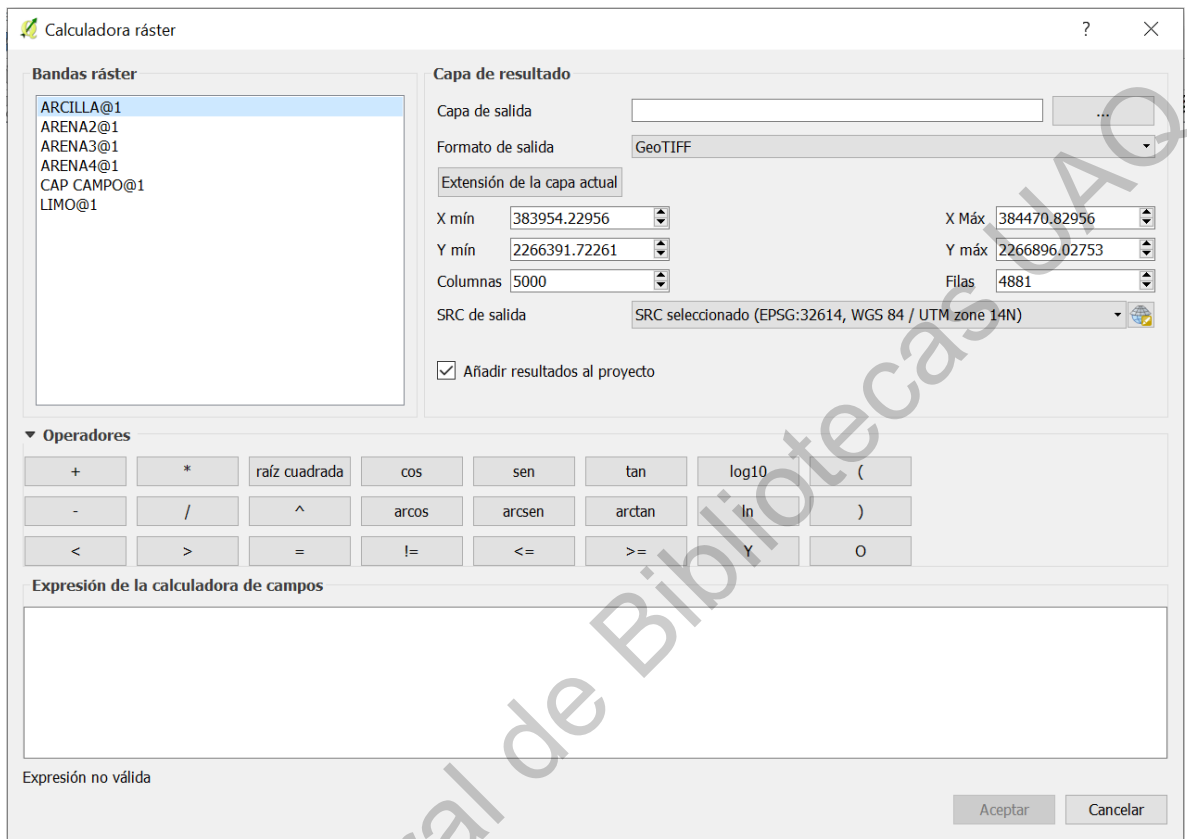 Calculadora ráster
?
Bandas ráster
ARCILLA@1
ARENA2@1
ARENA3@1
ARENA4@1
CAP CAMPO@1
LIMO@1
Capa de resultado
Capa de salida
...
Formato de salida GeoTIFF
Extensión de la capa actual
X mín 383954.22956 X Máx 384470.82956
Y mín 2266391.72261 Y máx 2266896.02753
Columnas 5000 Filas 4881
SRC de salida SRC seleccionado (EPSG:32614, WGS 84 / UTM zone 14N)
Añadir resultados al proyecto
Operadores
+ * raíz cuadrada cos sen tan log10 (
- / ^ arcos arcsen arctan ln )
< > = != <= >= Y O
Expresión de la calculadora de campos
Expresión no válida
Aceptar Cancelar
ral de Bibliotecas UAQ